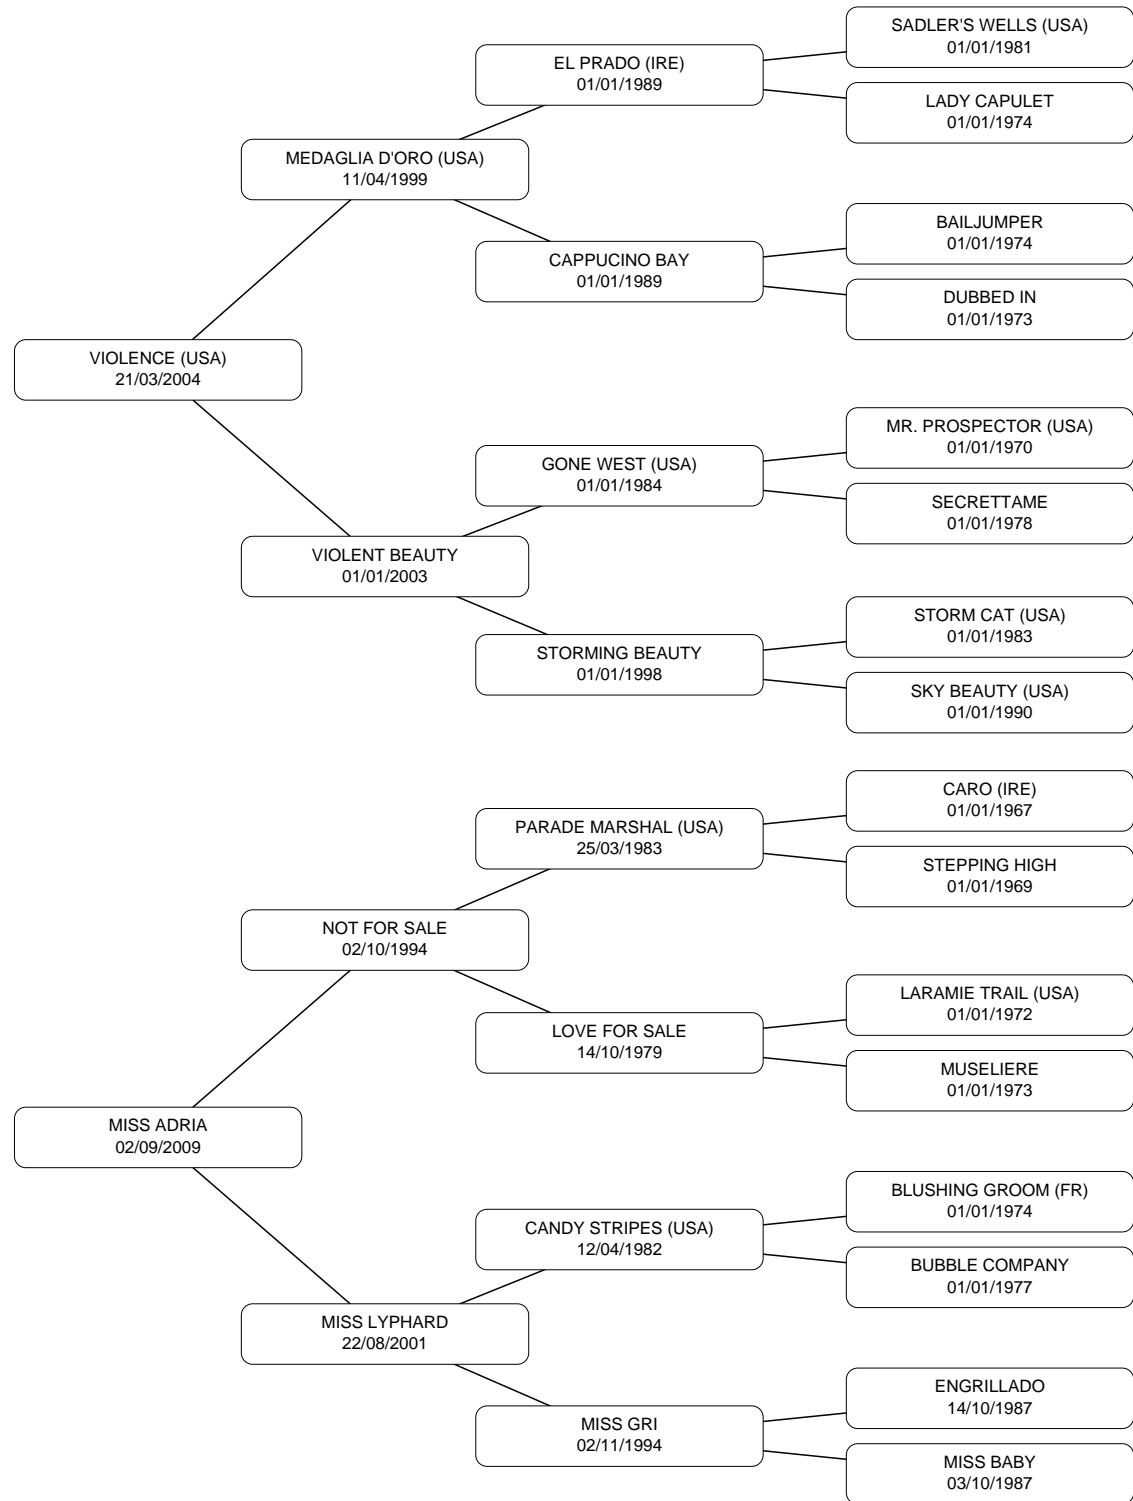 SADLER'S WELLS (USA)
01/01/1981
EL PRADO (IRE)
01/01/1989
LADY CAPULET
01/01/1974
MEDAGLIA D'ORO (USA)
11/04/1999
BAILJUMPER
01/01/1974
CAPPUCINO BAY
01/01/1989
DUBBED IN
01/01/1973
VIOLENCE (USA)
21/03/2004
MR. PROSPECTOR (USA)
01/01/1970
GONE WEST (USA)
01/01/1984
SECRETTAME
01/01/1978
VIOLENT BEAUTY
01/01/2003
STORM CAT (USA)
01/01/1983
STORMING BEAUTY
01/01/1998
SKY BEAUTY (USA)
01/01/1990
CARO (IRE)
01/01/1967
PARADE MARSHAL (USA)
25/03/1983
STEPPING HIGH
01/01/1969
NOT FOR SALE
02/10/1994
LARAMIE TRAIL (USA)
01/01/1972
LOVE FOR SALE
14/10/1979
MUSELIERE
01/01/1973
MISS ADRIA
02/09/2009
BLUSHING GROOM (FR)
01/01/1974
CANDY STRIPES (USA)
12/04/1982
BUBBLE COMPANY
01/01/1977
MISS LYPHARD
22/08/2001
ENGRILLADO
14/10/1987
MISS GRI
02/11/1994
MISS BABY
03/10/1987